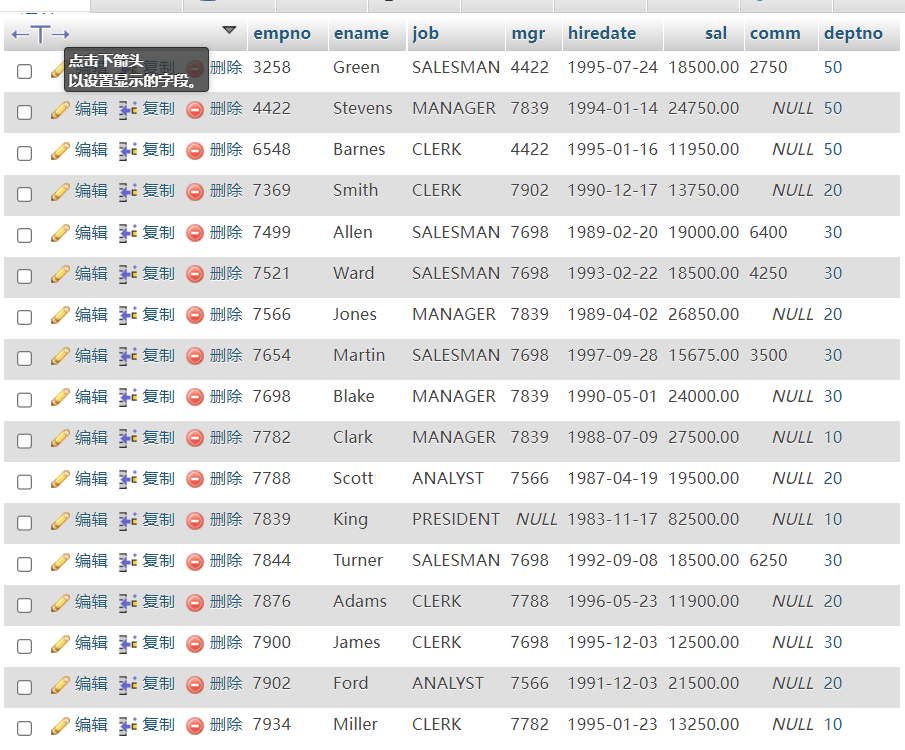 empno ename job mgr hiredate sal comm deptno
点击下箭头
以设置显示的字段。
删除 3258 Green SALESMAN 4422 1995-07-24 18500.00 2750 50
编辑 复制 删除 4422 Stevens MANAGER 7839 1994-01-14 24750.00 NULL 50
编辑 复制 删除 6548 Barnes CLERK 4422 1995-01-16 11950.00 NULL 50
编辑 复制 删除 7369 Smith CLERK 7902 1990-12-17 13750.00 NULL 20
编辑 复制 删除 7499 Allen SALESMAN 7698 1989-02-20 19000.00 6400 30
编辑 复制 删除 7521 Ward SALESMAN 7698 1993-02-22 18500.00 4250 30
编辑 复制 删除 7566 Jones MANAGER 7839 1989-04-02 26850.00 NULL 20
编辑 复制 删除 7654 Martin SALESMAN 7698 1997-09-28 15675.00 3500 30
编辑 复制 删除 7698 Blake MANAGER 7839 1990-05-01 24000.00 NULL 30
编辑 复制 删除 7782 Clark MANAGER 7839 1988-07-09 27500.00 NULL 10
编辑 复制 删除 7788 Scott ANALYST 7566 1987-04-19 19500.00 NULL 20
编辑 复制 删除 7839 King PRESIDENT NULL 1983-11-17 82500.00 NULL 10
编辑 复制 删除 7844 Turner SALESMAN 7698 1992-09-08 18500.00 6250 30
编辑 复制 删除 7876 Adams CLERK 7788 1996-05-23 11900.00 NULL 20
编辑 复制 删除 7900 James CLERK 7698 1995-12-03 12500.00 NULL 30
编辑 复制 删除 7902 Ford ANALYST 7566 1991-12-03 21500.00 NULL 20
编辑 复制 删除 7934 Miller CLERK 7782 1995-01-23 13250.00 NULL 10